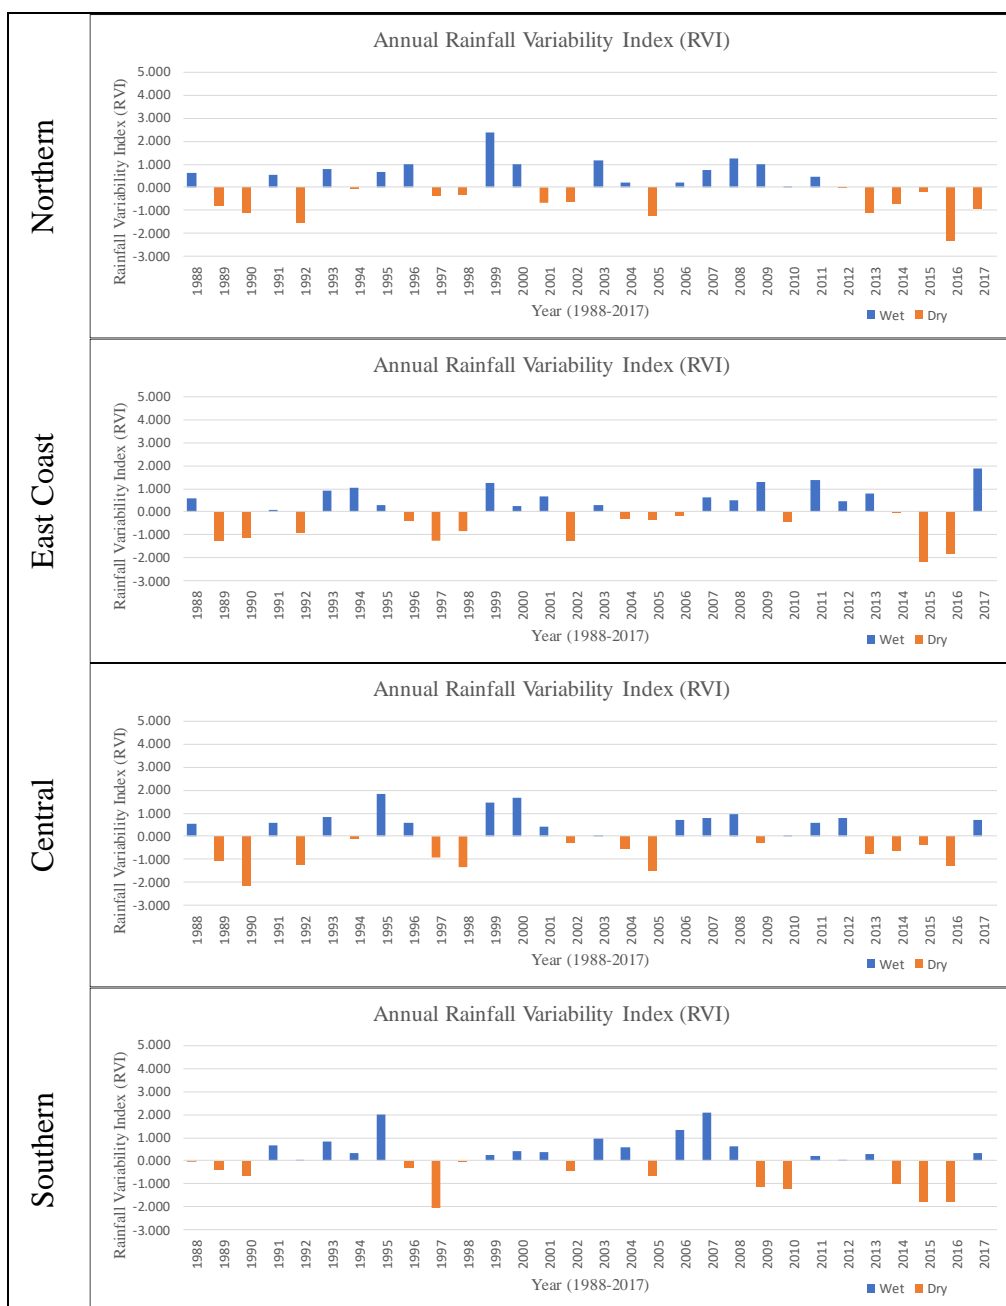 Northern
Annual Rainfall Variability Index (RVI)
Rainfall Variability Index (RVI)
5.000
4.000
3.000
2.000
1.000
0.000
-1.000
-2.000
-3.000
1988 1989 1990 1991 1992 1993 1994 1995 1996 1997 1998 1999 2000 2001 2002 2003 2004 2005 2006 2007 2008 2009 2010 2011 2012 2013 2014 2015 2016 2017
Year (1988-2017)
Wet Dry
East Coast
Annual Rainfall Variability Index (RVI)
Rainfall Variability Index (RVI)
5.000
4.000
3.000
2.000
1.000
0.000
-1.000
-2.000
-3.000
1988 1989 1990 1991 1992 1993 1994 1995 1996 1997 1998 1999 2000 2001 2002 2003 2004 2005 2006 2007 2008 2009 2010 2011 2012 2013 2014 2015 2016 2017
Year (1988-2017)
Wet Dry
Central
Annual Rainfall Variability Index (RVI)
Rainfall Variability Index (RVI)
5.000
4.000
3.000
2.000
1.000
0.000
-1.000
-2.000
-3.000
1988 1989 1990 1991 1992 1993 1994 1995 1996 1997 1998 1999 2000 2001 2002 2003 2004 2005 2006 2007 2008 2009 2010 2011 2012 2013 2014 2015 2016 2017
Year (1988-2017)
Wet Dry
Southern
Annual Rainfall Variability Index (RVI)
Rainfall Variability Index (RVI)
5.000
4.000
3.000
2.000
1.000
0.000
-1.000
-2.000
-3.000
1988 1989 1990 1991 1992 1993 1994 1995 1996 1997 1998 1999 2000 2001 2002 2003 2004 2005 2006 2007 2008 2009 2010 2011 2012 2013 2014 2015 2016 2017
Year (1988-2017)
Wet Dry